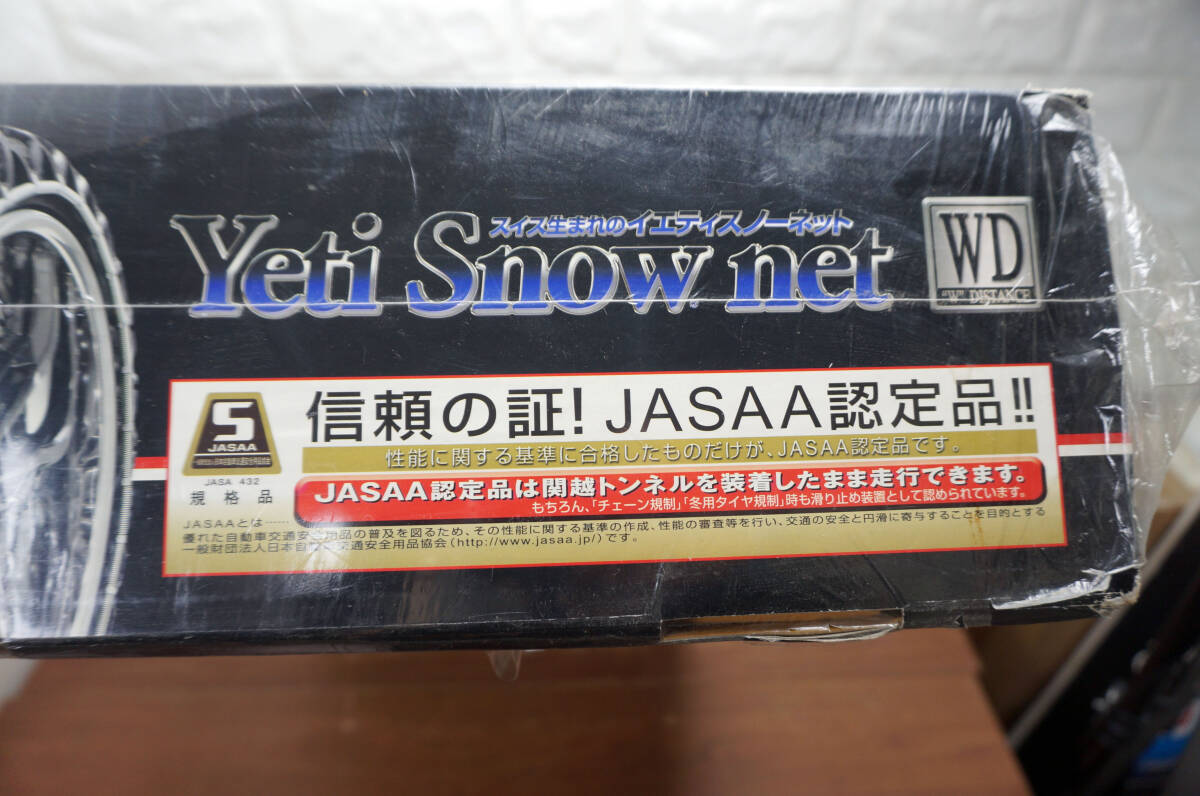 スイス生まれのイエティスノーネット
Yeti Snow net
WD
"W" DISTANCE
信頼の証! JASAA認定品!!
性能に関する基準に合格したものだけが、JASAA認定品です。
JASAA認定品は関越トンネルを装着したまま走行できます。
もちろん、「チェーン規制」「冬用タイヤ規制」時も滑り止め装置として認められています。
S
JASAA
JASA 432
規格品
JASAAとは……
優れた自動車交通安 用品の普及を図るため、その性能に関する基準の作成、性能の審査等を行い、交通の安全と円滑に寄与することを目的とする
一般財団法人日本自動 交通安全用品協会(http://www.jasaa.jp/)です。